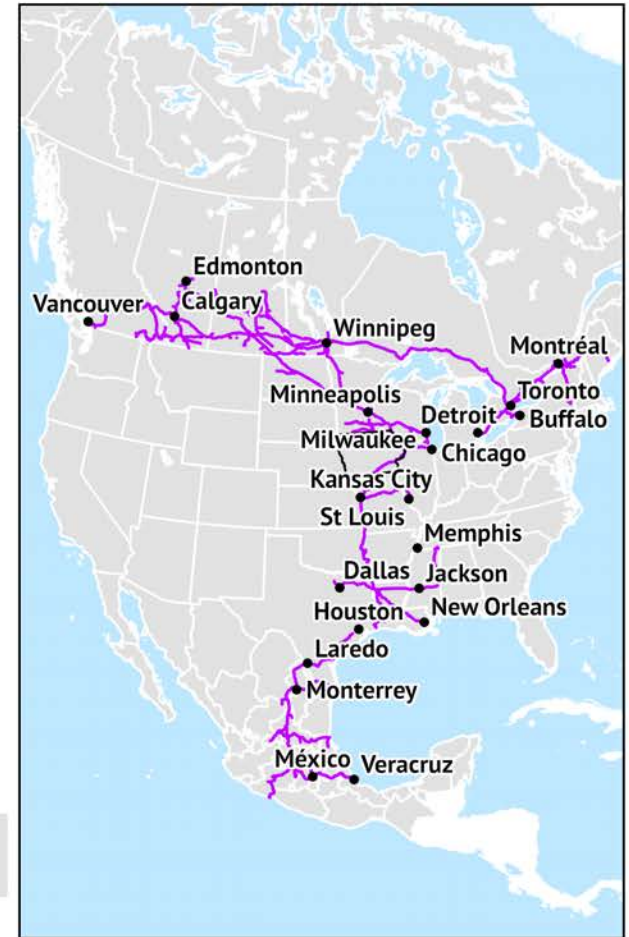 Edmonton
Vancouver
Calgary
Winnipeg
Montréal
Minneapolis
Toronto
Detroit
Buffalo
Milwaukee
Chicago
Kansas City
St Louis
Memphis
Dallas
Jackson
Houston
New Orleans
Laredo
Monterrey
México
Veracruz